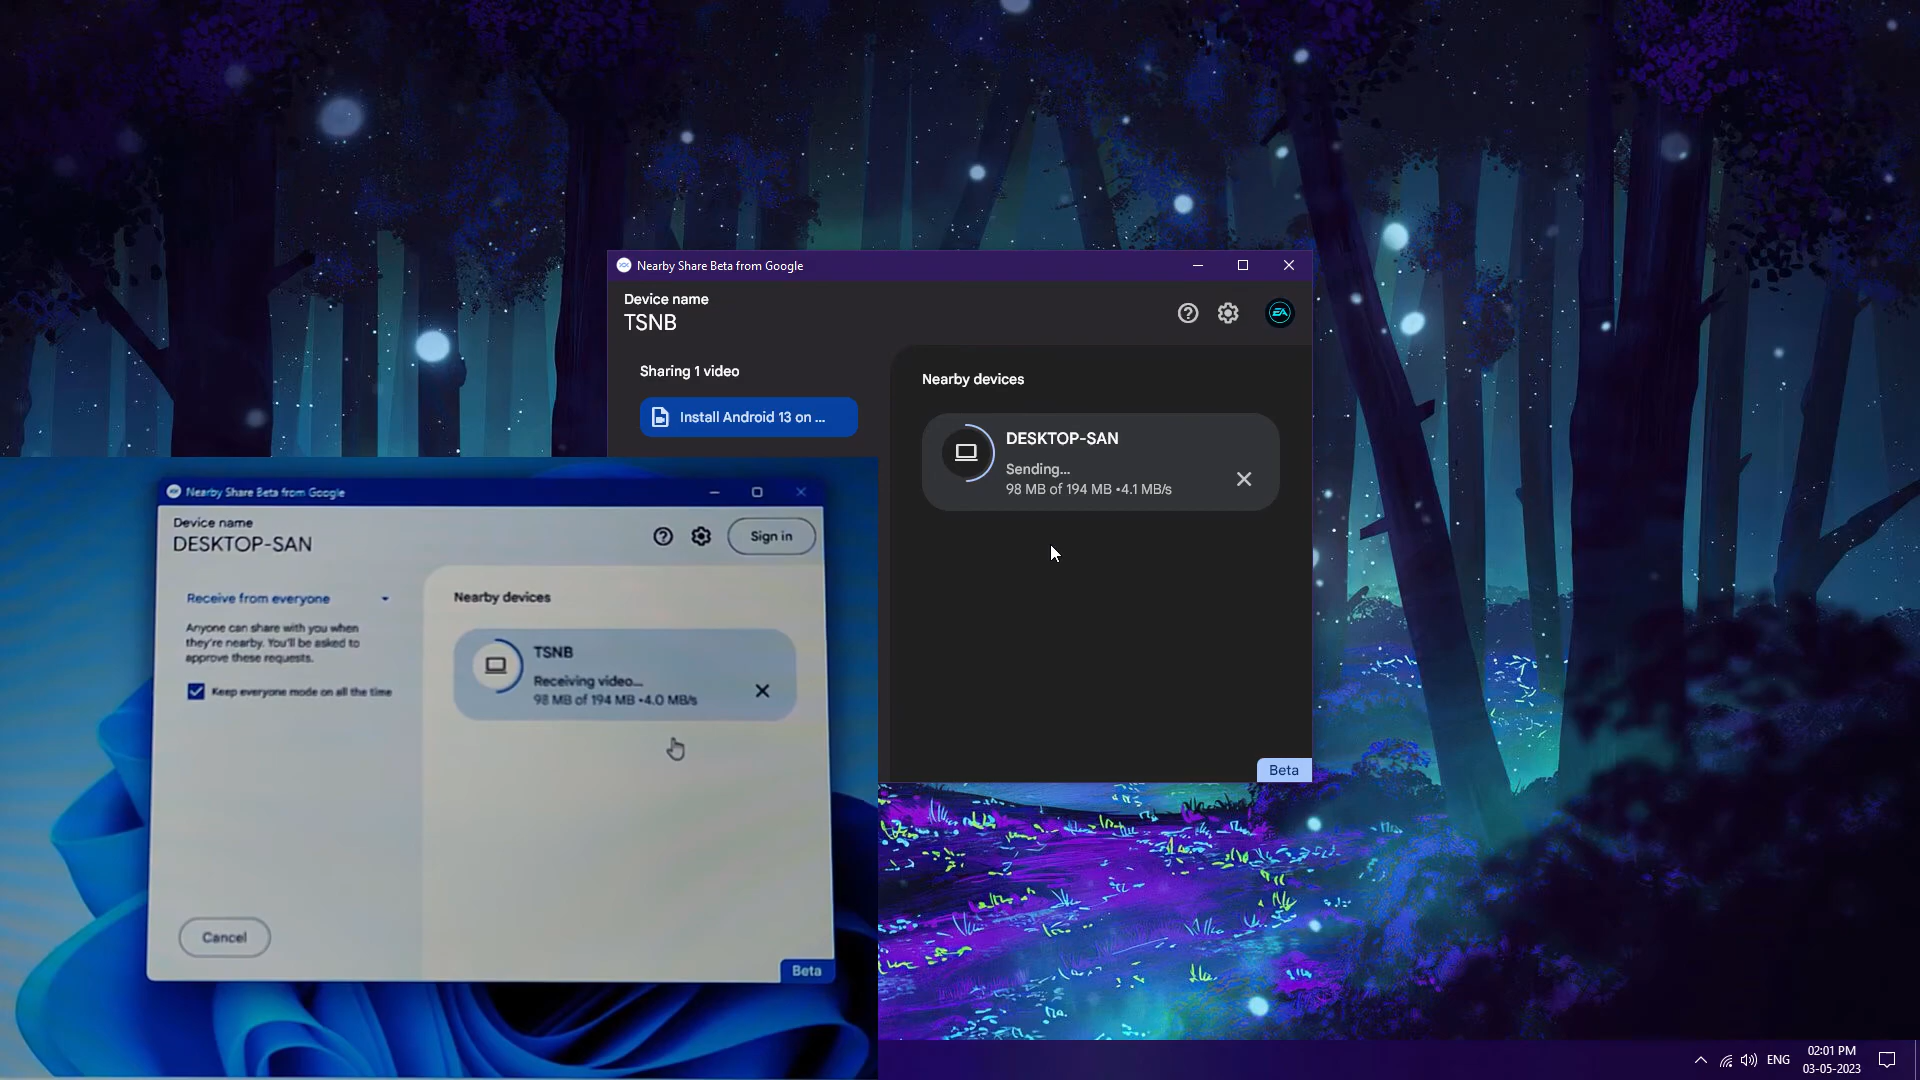 Nearby Share Beta from Google
Device name
TSNB
EA
Sharing 1 video
Install Android 13 on ...
Nearby devices
DESKTOP-SAN
Sending...
98 MB of 194 MB •4.1 MB/s
Beta
Nearby Share Beta from Google
Device name
DESKTOP-SAN
Sign in
Receive from everyone
Anyone can share with you when
they're nearby. You'll be asked to
approve these requests.
Keep everyone mode on all the time
Nearby devices
TSNB
Receiving video...
98 MB of 194 MB •4.0 MB/s
Cancel
Beta
ENG
02:01 PM
03-05-2023